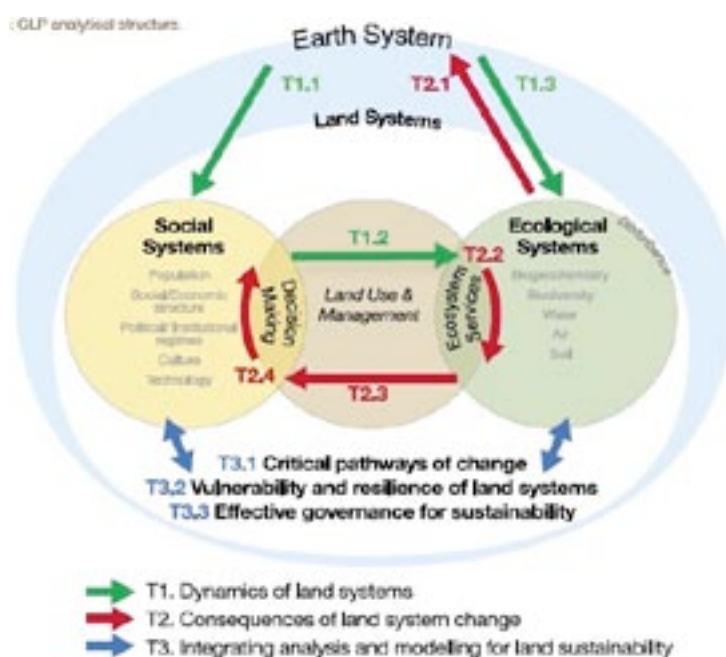 : GLP analytical structure.
Earth System
T1.1
T2.1
T1.3
Land Systems
Social
Systems
Population
Social/Economic
structure
Political/Institutional
regimes
Culture
Technology
Decision
Making
T1.2
Land Use &
Management
T2.2
Ecosystem
Services
Ecological
Systems
Disturbance
Biogeochemistry
Biodiversity
Water
Air
Soil
T2.4
T2.3
T3.1 Critical pathways of change
T3.2 Vulnerability and resilience of land systems
T3.3 Effective governance for sustainability
T1. Dynamics of land systems
T2. Consequences of land system change
T3. Integrating analysis and modelling for land sustainability